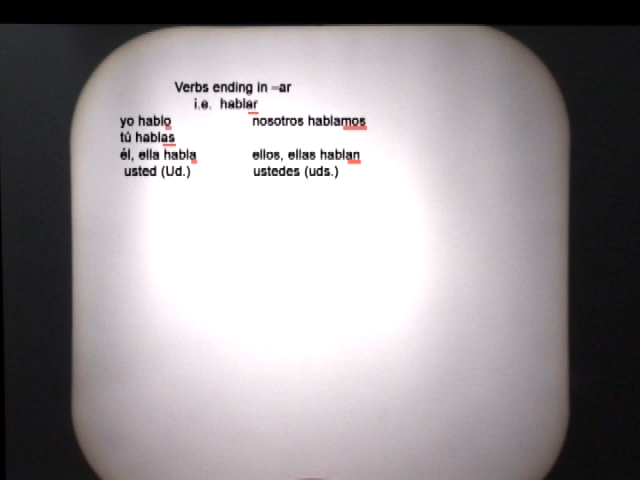 Verbs ending in –ar
i.e. hablar
yo hablo nosotros hablamos
tú hablas
él, ella habla ellos, ellas hablan
usted (Ud.) ustedes (uds.)